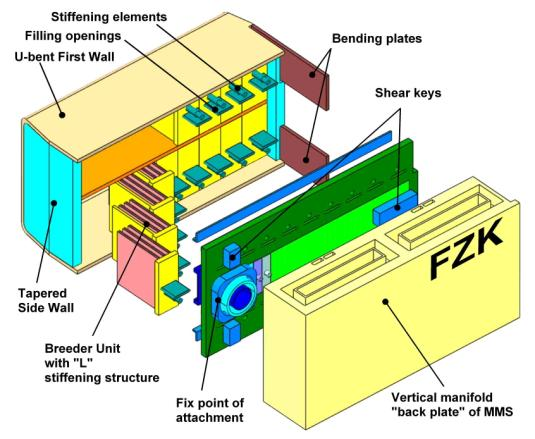 Stiffening elements
Filling openings
U-bent First Wall
Bending plates
Shear keys
FZK
Tapered
Side Wall
Breeder Unit
with "L"
stiffening structure
Fix point of
attachment
Vertical manifold
"back plate" of MMS